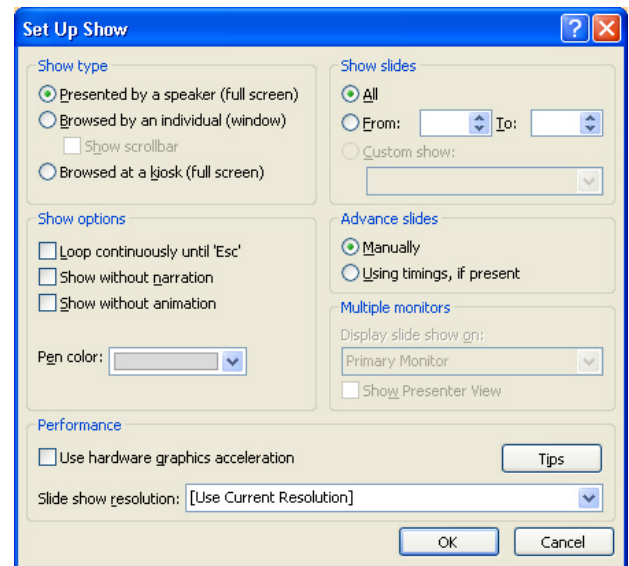 Set Up Show
Show type
Presented by a speaker (full screen)
Browsed by an individual (window)
Show scrollbar
Browsed at a kiosk (full screen)
Show slides
All
From: To:
Custom show:
Show options
Loop continuously until 'Esc'
Show without narration
Show without animation
Pen color:
Advance slides
Manually
Using timings, if present
Multiple monitors
Display slide show on:
Primary Monitor
Show Presenter View
Performance
Use hardware graphics acceleration
Tips
Slide show resolution: [Use Current Resolution]
OK Cancel